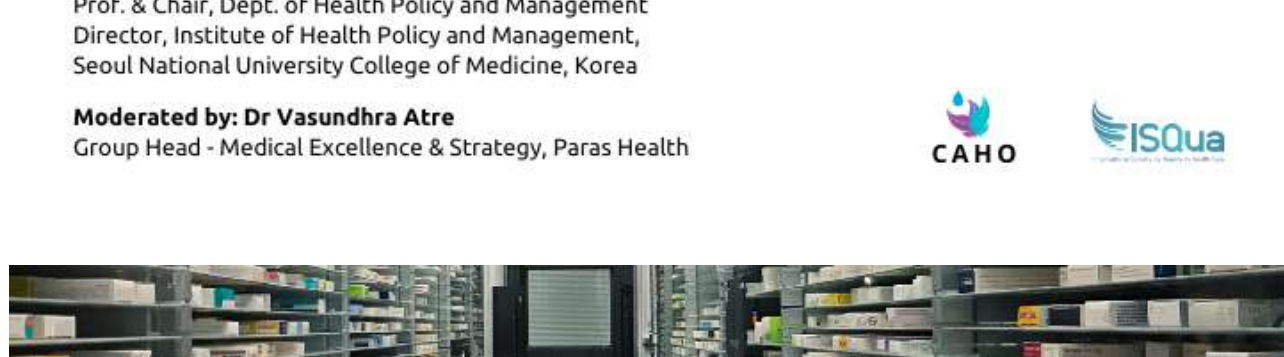 Prof. & Chair, Dept. of Health Policy and Management
Director, Institute of Health Policy and Management,
Seoul National University College of Medicine, Korea
Moderated by: Dr Vasundhra Atre
Group Head - Medical Excellence & Strategy, Paras Health
CAHO
ISQua